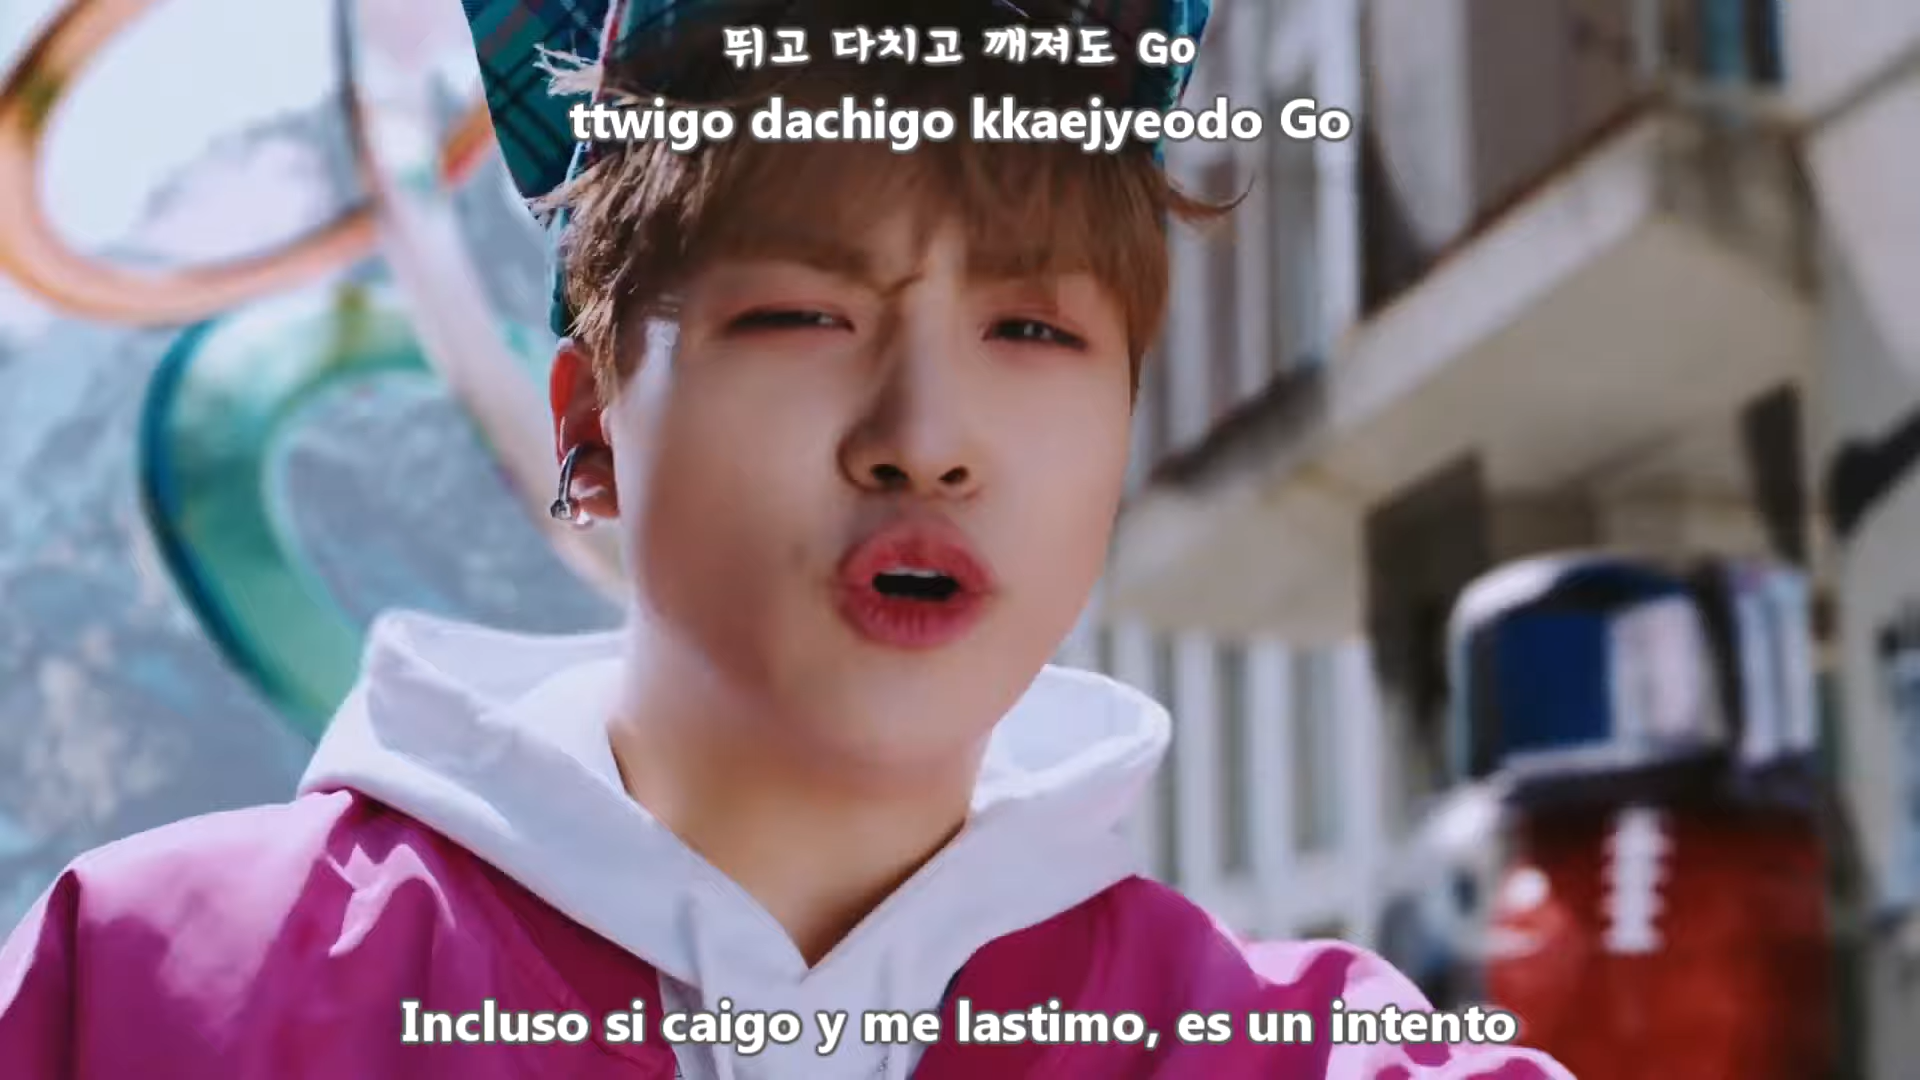 뛰고 다치고 깨져도 Go
ttwigo dachigo kkaejyeodo Go
Incluso si caigo y me lastimo, es un intento